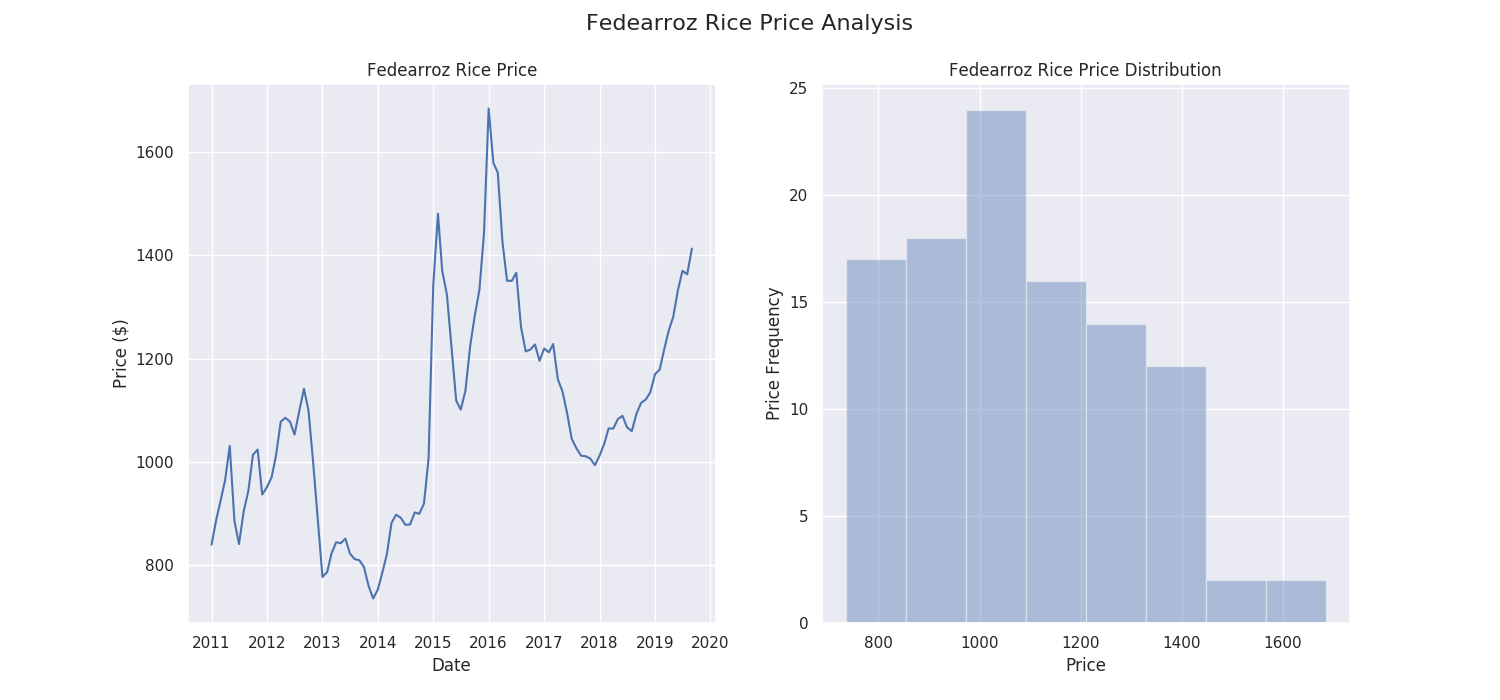 Fedearroz Rice Price Analysis
Fedearroz Rice Price
1600
1400
1200
1000
800
Price ($)
2011 2012 2013 2014 2015 2016 2017 2018 2019 2020
Date
Fedearroz Rice Price Distribution
25
20
15
10
5
0
Price Frequency
800 1000 1200 1400 1600
Price